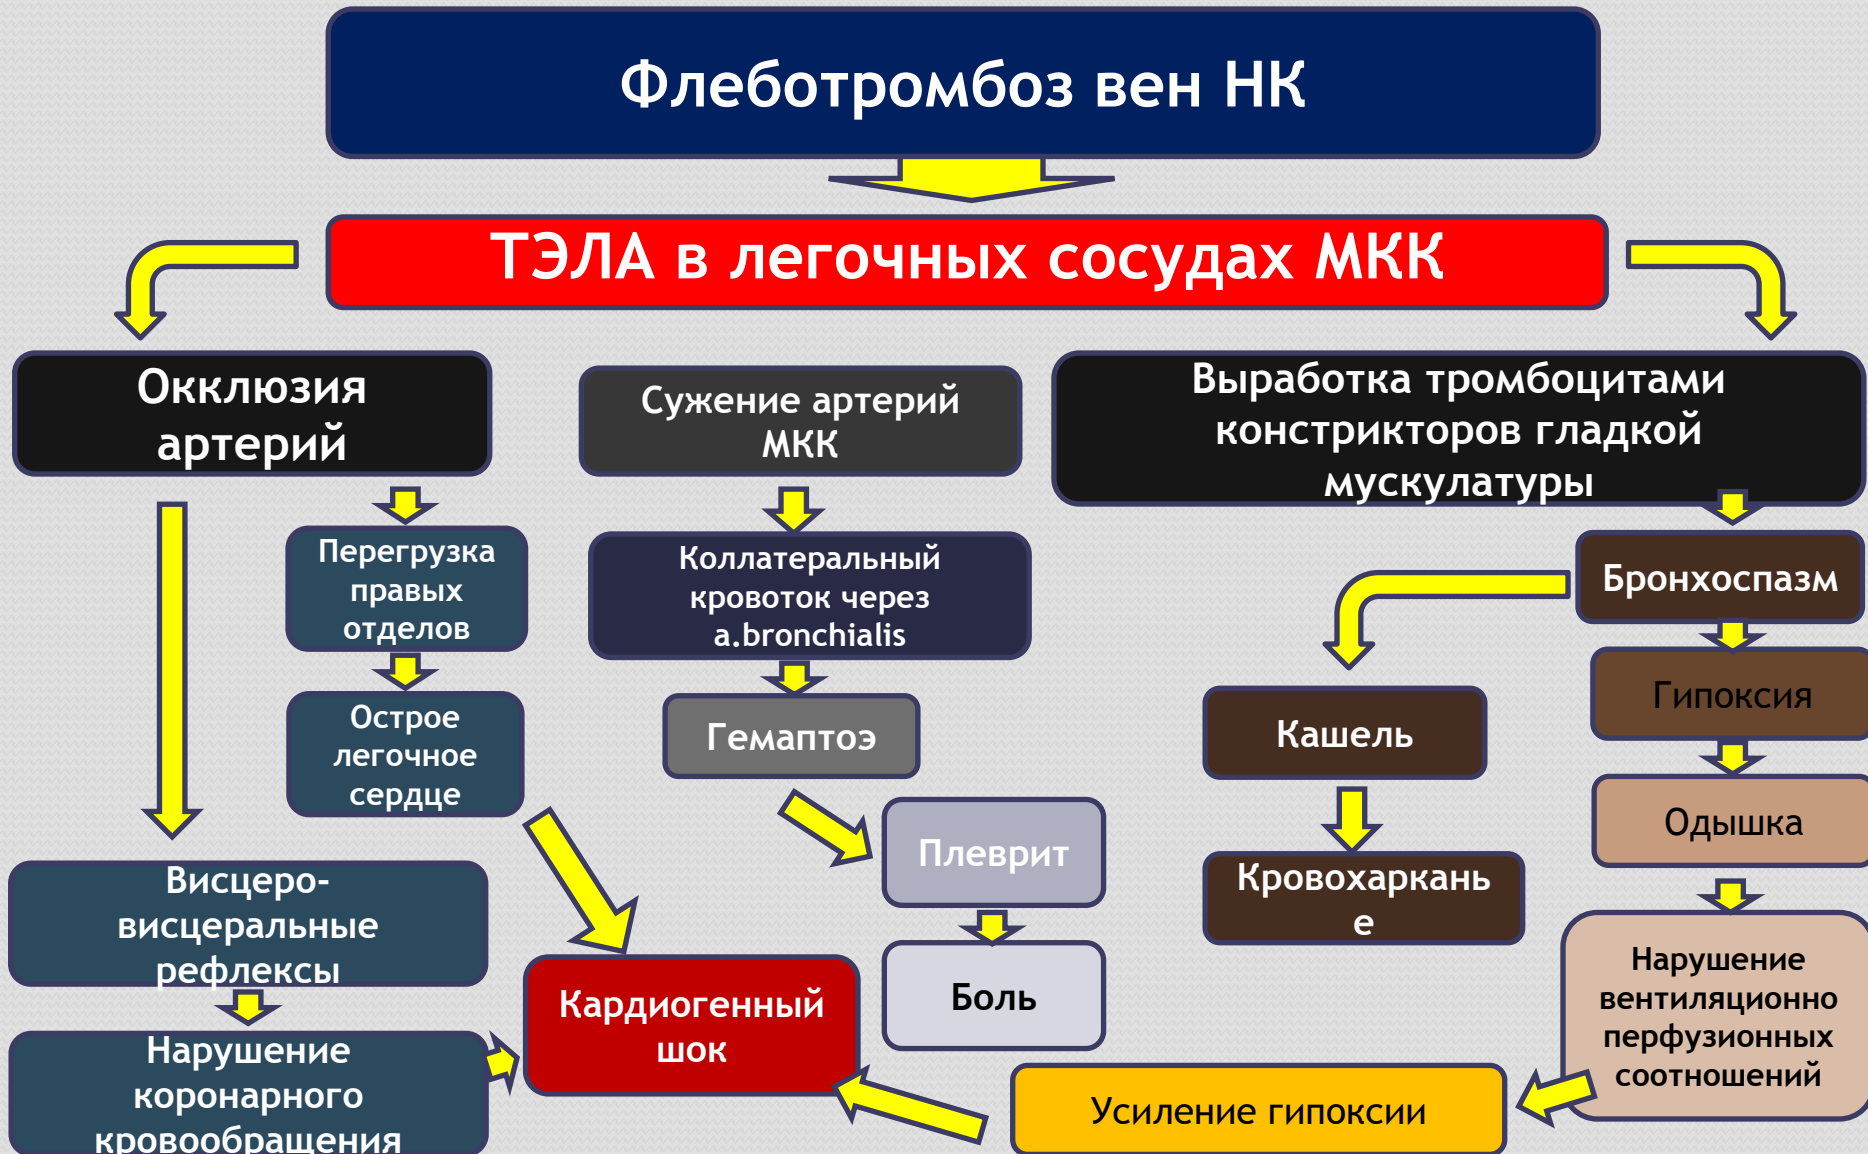 Флеботромбоз вен НК
ТЭЛА в легочных сосудах МКК
Окклюзия
артерий
Сужение артерий
МКК
Выработка тромбоцитами
констрикторов гладкой
мускулатуры
Перегрузка
правых
отделов
Коллатеральный
кровоток через
a.bronchialis
Бронхоспазм
Острое
легочное
сердце
Гемаптоэ
Кашель
Гипоксия
Одышка
Плеврит
Кровохаркань
е
Висцеро-
висцеральные
рефлексы
Кардиогенный
шок
Боль
Нарушение
вентиляционно
перфузионных
соотношений
Нарушение
коронарного
кровообращения
Усиление гипоксии